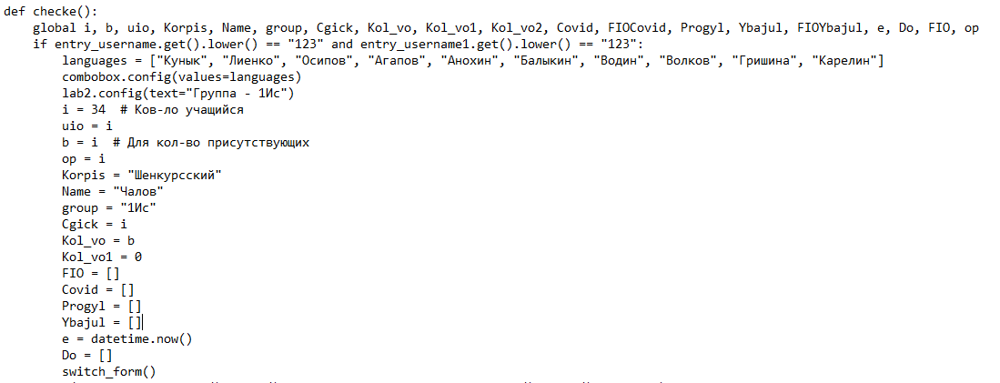 def checke():
    global i, b, uio, Korpis, Name, group, Cgick, Kol_vo, Kol_vo1, Kol_vo2, Covid, FIOCovid, Progyl, Ybajul, FIOYbajul, e, Do, FIO, op
    if entry_username.get().lower() == "123" and entry_username1.get().lower() == "123":
        languages = ["Кунык", "Лиенко", "Осипов", "Агапов", "Анохин", "Балыкин", "Водин", "Волков", "Гришина", "Карелин"]
        combobox.config(values=languages)
        lab2.config(text="Группа - 1Ис")
        i = 34  # Ков-ло учащийся
        uio = i
        b = i  # Для кол-во присутствующих
        op = i
        Korpis = "Шенкурсский"
        Name = "Чалов"
        group = "1Ис"
        Cgick = i
        Kol_vo = b
        Kol_vo1 = 0
        FIO = []
        Covid = []
        Progyl = []
        Ybajul = []
        e = datetime.now()
        Do = []
        switch_form()